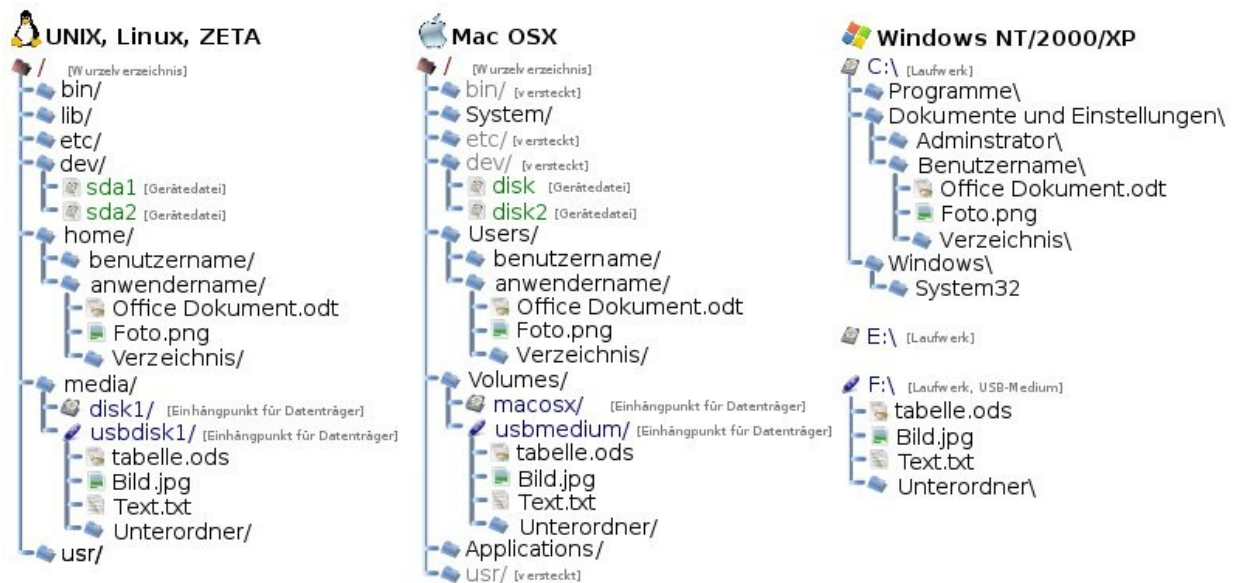 UNIX, Linux, ZETA
/ [Wurzelverzeichnis]
bin/
lib/
etc/
dev/
sda1 [Gerätedatei]
sda2 [Gerätedatei]
home/
benutzername/
anwendername/
Office Dokument.odt
Foto.png
Verzeichnis/
media/
disk1/ [Einhängpunkt für Datenträger]
usbdisk1/ [Einhängpunkt für Datenträger]
tabelle.ods
Bild.jpg
Text.txt
Unterordner/
usr/
Mac OSX
/ [Wurzelverzeichnis]
bin/ [versteckt]
System/
etc/ [versteckt]
dev/ [versteckt]
disk [Gerätedatei]
disk2 [Gerätedatei]
Users/
benutzername/
anwendername/
Office Dokument.odt
Foto.png
Verzeichnis/
Volumes/
macosx/ [Einhängpunkt für Datenträger]
usbmedium/ [Einhängpunkt für Datenträger]
tabelle.ods
Bild.jpg
Text.txt
Unterordner/
Applications/
usr/ [versteckt]
Windows NT/2000/XP
C:\ [Laufwerk]
Programme\
Dokumente und Einstellungen\
Adminstrator\
Benutzername\
Office Dokument.odt
Foto.png
Verzeichnis\
Windows\
System32
E:\ [Laufwerk]
F:\ [Laufwerk, USB-Medium]
tabelle.ods
Bild.jpg
Text.txt
Unterordner\